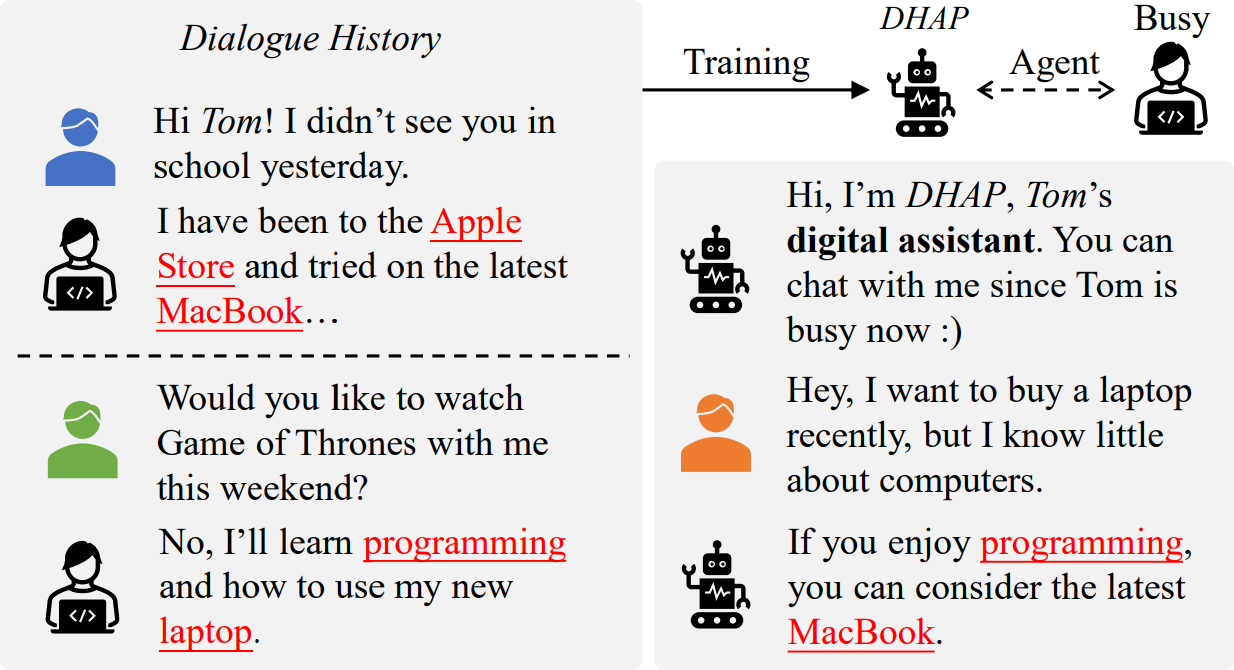 Dialogue History
Hi Tom! I didn’t see you in
school yesterday.
I have been to the Apple
Store and tried on the latest
MacBook…
Would you like to watch
Game of Thrones with me
this weekend?
No, I’ll learn programming
and how to use my new
laptop.
Training
DHAP
Agent
Busy
</>
Hi, I’m DHAP, Tom’s
digital assistant. You can
chat with me since Tom is
busy now :)
Hey, I want to buy a laptop
recently, but I know little
about computers.
If you enjoy programming,
you can consider the latest
MacBook.
</>
</>